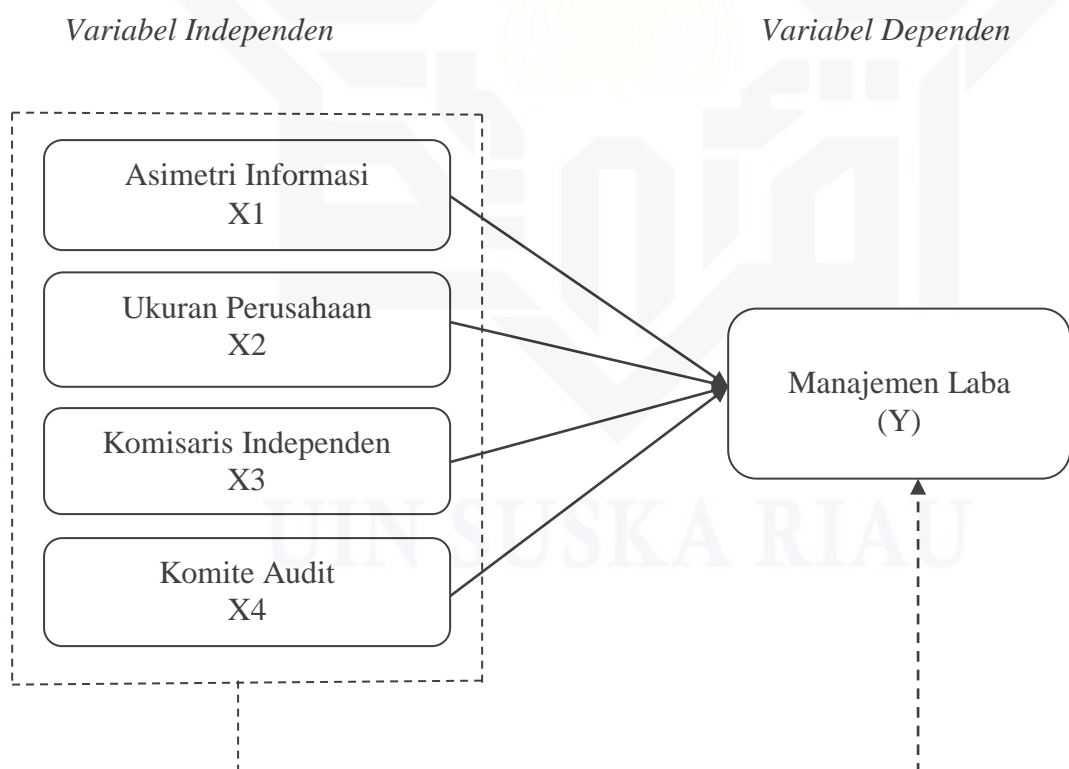 Variabel Independen
Variabel Dependen
Asimetri Informasi
X1
Ukuran Perusahaan
X2
Komisaris Independen
X3
Komite Audit
X4
Manajemen Laba
(Y)
UIN SUSKA RIAU